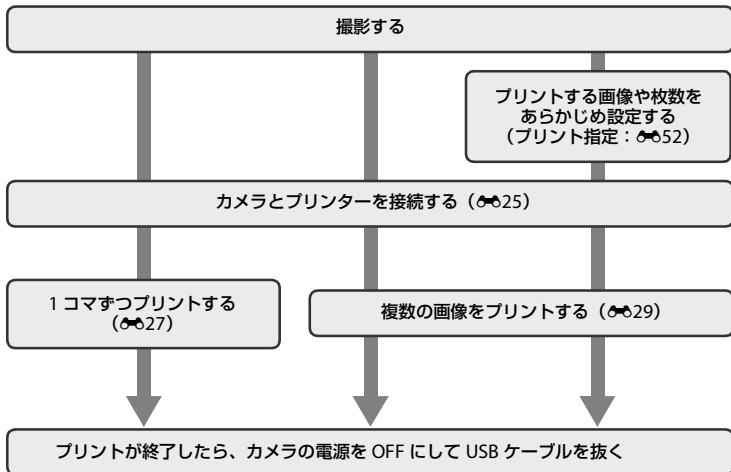 撮影する
プリントする画像や枚数を
あらかじめ設定する
（プリント指定：52）
カメラとプリンターを接続する（25）
1 コマずつプリントする
（27）
複数の画像をプリントする（29）
プリントが終了したら、カメラの電源を OFF にして USB ケーブルを抜く